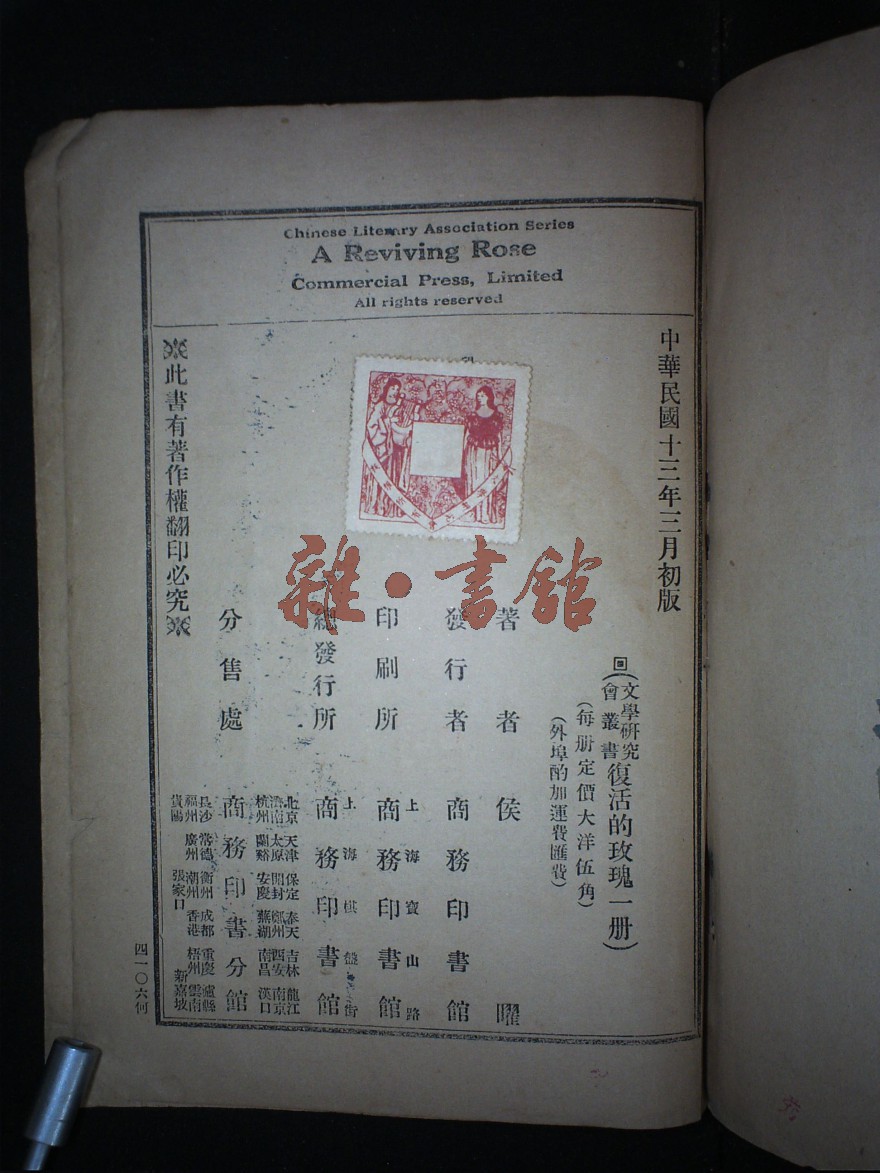 Chinese Literary Association Series
A Reviving Rose
Commercial Press, Limited
All rights reserved
中華民國十三年三月初版
回(文學研究會叢書復活的玫瑰一册)
(每册定價大洋伍角)
(外埠酌加運費匯費)
著者 侯曜
發行者 商務印書館
印刷所 上海寶山路 商務印書館
總發行所 上海棋盤街 商務印書館
分售處 商務印書分館
北京 天津 保定 奉天 吉林 龍江
濟南 太原 開封 鄭州 西安 南京
杭州 蘭谿 安慶 蕪湖 南昌 漢口
長沙 常德 衡州 成都 重慶 瀘縣
福州 廣州 潮州 香港 梧州 雲南
貴陽 張家口 新嘉坡
此書有著作權翻印必究
四一〇六何
雜·書館